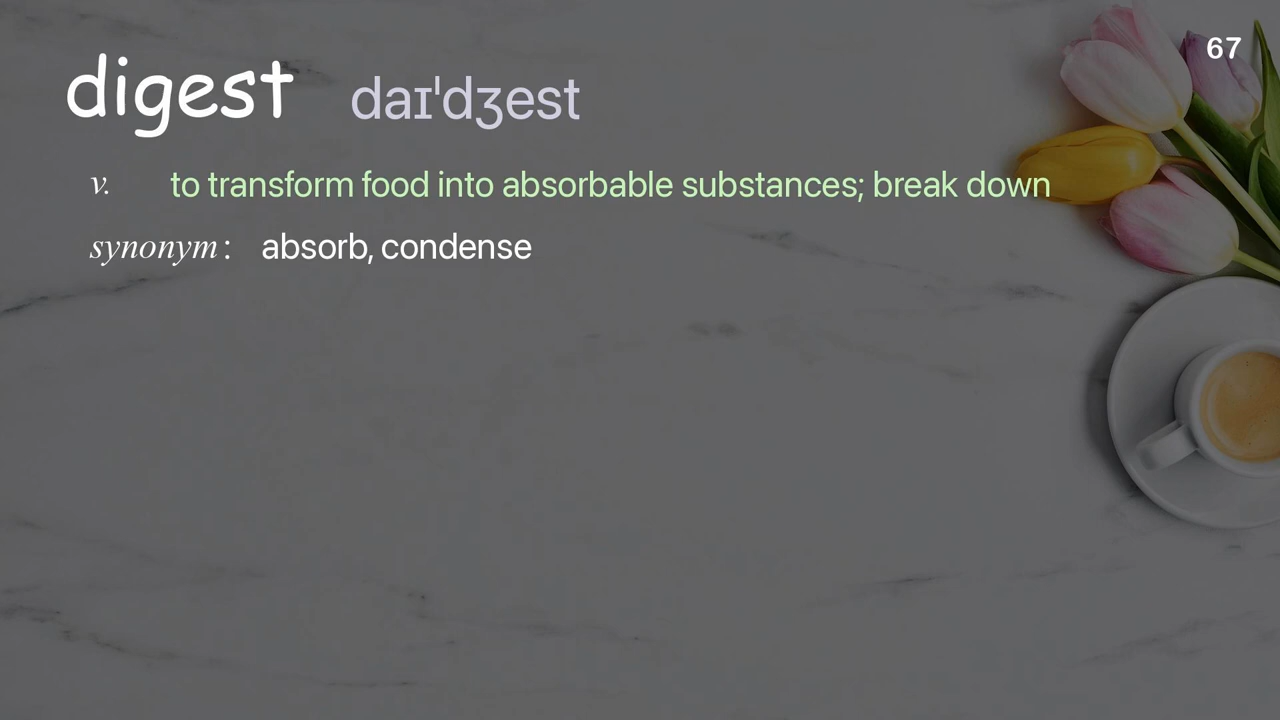 67
digest daɪˈdʒest
v. to transform food into absorbable substances; break down
synonym : absorb, condense